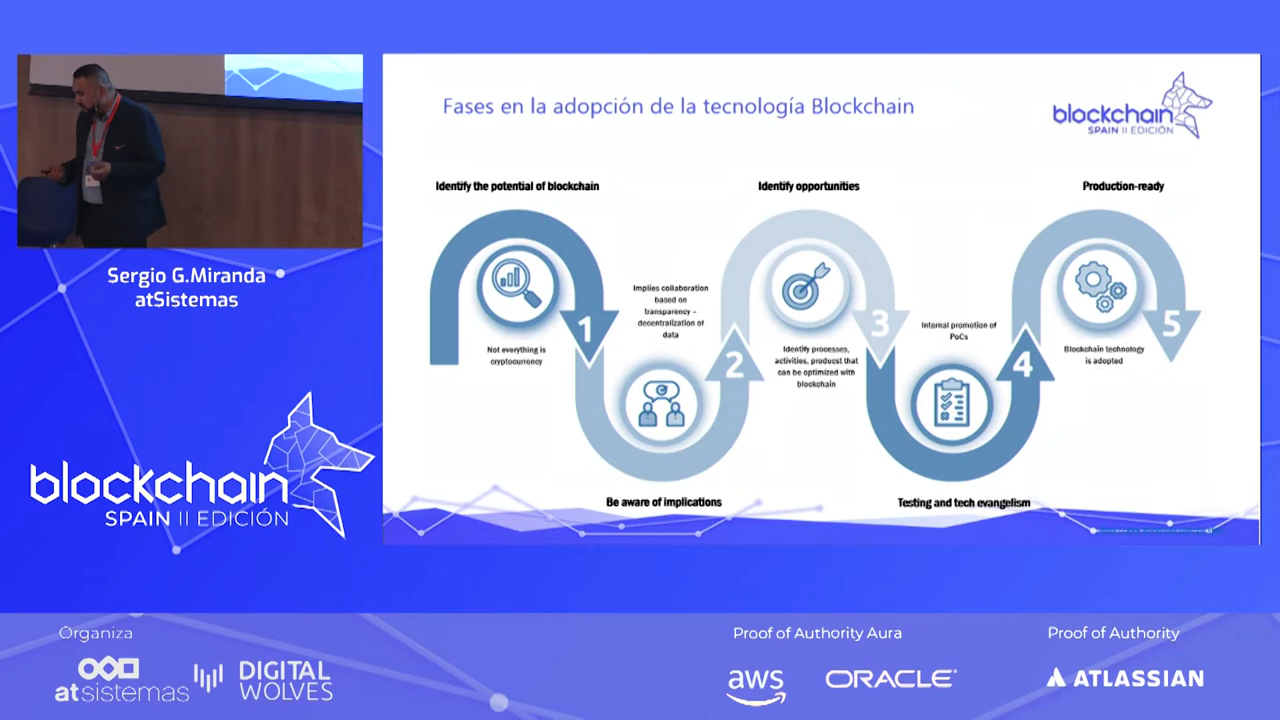 Sergio G.Miranda
atSistemas
blockchain
SPAIN II EDICIÓN
Fases en la adopción de la tecnología Blockchain
blockchain
SPAIN II EDICIÓN
Identify the potential of blockchain
Identify opportunities
Production-ready
1
Not everything is
cryptocurrency
Implies collaboration
based on
transparency –
decentralization of
data
2
3
Identify processes,
activities, producst that
can be optimized with
blockchain
Internal promotion of
PoCs
4
5
Blockchain technology
is adopted
Be aware of implications
Testing and tech evangelism
Organiza
atsistemas
DIGITAL
WOLVES
Proof of Authority Aura
aws
ORACLE
Proof of Authority
ATLASSIAN